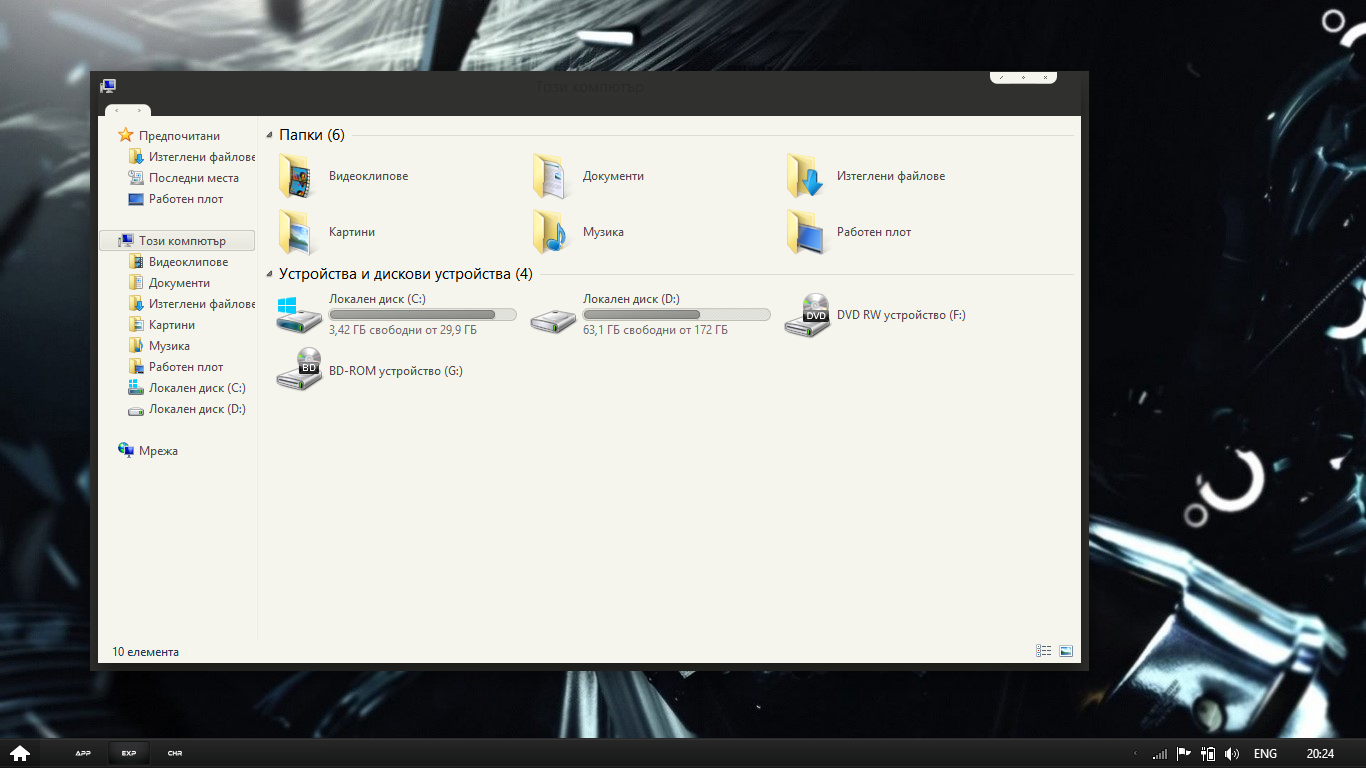 Този компютър
Предпочитани
Изтеглени файлове
Последни места
Работен плот
Този компютър
Видеоклипове
Документи
Изтеглени файлове
Картини
Музика
Работен плот
Локален диск (C:)
Локален диск (D:)
Мрежа
Папки (6)
Видеоклипове
Документи
Изтеглени файлове
Картини
Музика
Работен плот
Устройства и дискови устройства (4)
Локален диск (C:)
3,42 ГБ свободни от 29,9 ГБ
Локален диск (D:)
63,1 ГБ свободни от 172 ГБ
DVD
DVD RW устройство (F:)
BD
BD-ROM устройство (G:)
10 елемента
APP
EXP
CHR
ENG
20:24